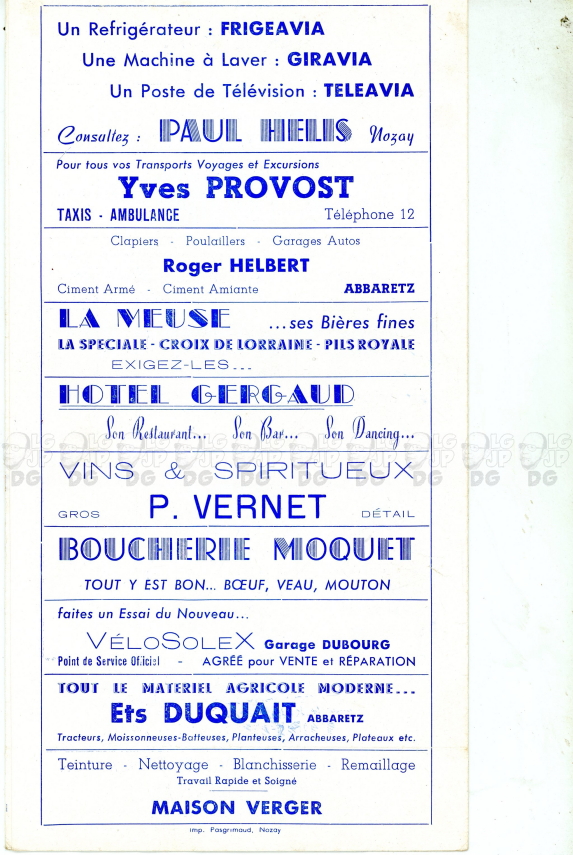 Un Refrigérateur : FRIGEAVIA
Une Machine à Laver : GIRAVIA
Un Poste de Télévision : TELEAVIA
Consultez : PAUL HELIS Nozay
Pour tous vos Transports Voyages et Excursions
Yves PROVOST
TAXIS - AMBULANCE Téléphone 12
Clapiers - Poulaillers - Garages Autos
Roger HELBERT
Ciment Armé - Ciment Amiante ABBARETZ
LA MEUSE ...ses Bières fines
LA SPECIALE - CROIX DE LORRAINE - PILS ROYALE
EXIGEZ-LES...
HOTEL GERGAUD
Son Restaurant... Son Bar... Son Dancing...
VINS & SPIRITUEUX
GROS P. VERNET DÉTAIL
BOUCHERIE MOQUET
TOUT Y EST BON... BŒUF, VEAU, MOUTON
faites un Essai du Nouveau...
VÉLOSOLEX Garage DUBOURG
Point de Service Officiel - AGRÉÉ pour VENTE et RÉPARATION
TOUT LE MATERIEL AGRICOLE MODERNE...
Ets DUQUAIT ABBARETZ
Tracteurs, Moissonneuses-Batteuses, Planteuses, Arracheuses, Plateaux etc.
Teinture - Nettoyage - Blanchisserie - Remaillage
Travail Rapide et Soigné
MAISON VERGER
Imp. Pasgrimaud, Nozay